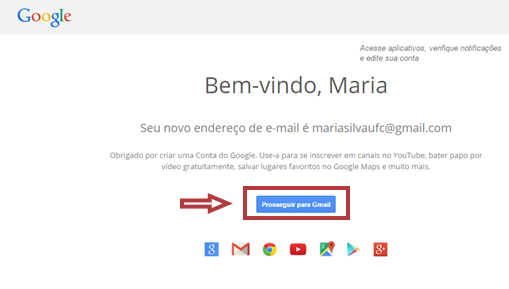 Google
Acesse aplicativos, verifique notificações
e edite sua conta
Bem-vindo, Maria
Seu novo endereço de e-mail é mariasilvaufc@gmail.com
Obrigado por criar uma Conta do Google. Use-a para se inscrever em canais no YouTube, bater papo por
vídeo gratuitamente, salvar lugares favoritos no Google Maps e muito mais.
Prosseguir para Gmail